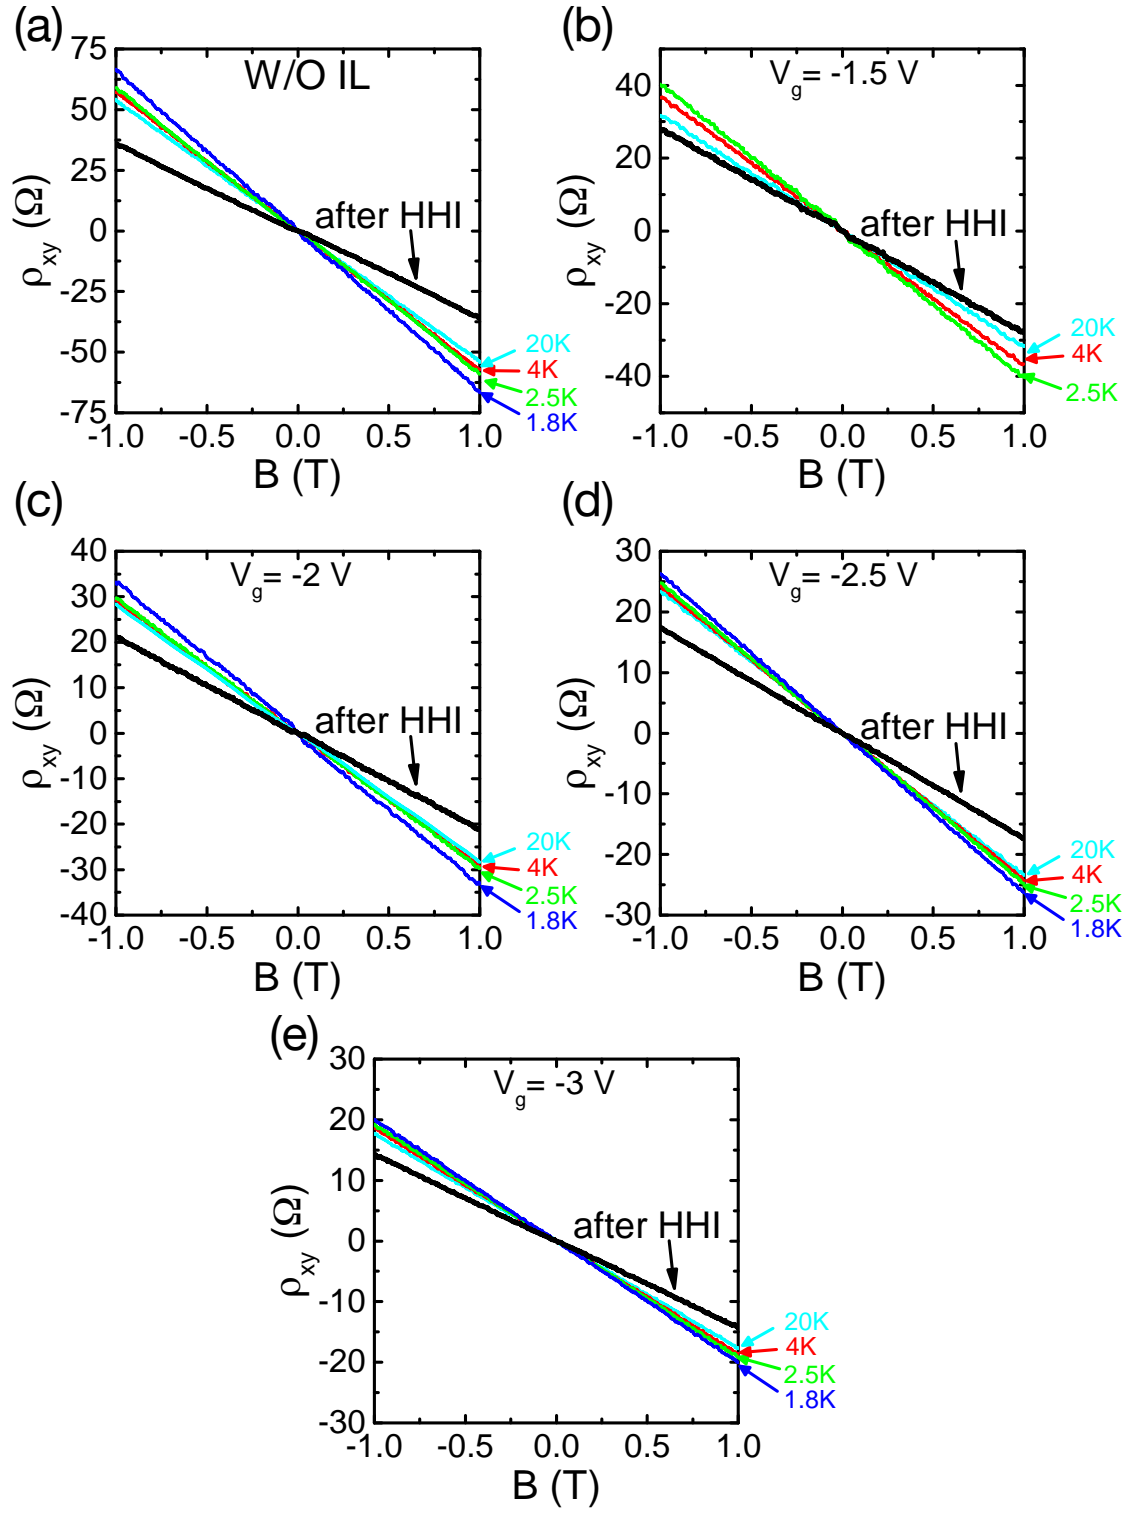 (a)
W/O IL
75
50
25
0
-25
-50
-75
ρxy (Ω)
after HHI
20K
4K
2.5K
1.8K
-1.0 -0.5 0.0 0.5 1.0
B (T)
(b)
Vg= -1.5 V
40
20
0
-20
-40
ρxy (Ω)
after HHI
20K
4K
2.5K
-1.0 -0.5 0.0 0.5 1.0
B (T)
(c)
Vg= -2 V
40
30
20
10
0
-10
-20
-30
-40
ρxy (Ω)
after HHI
20K
4K
2.5K
1.8K
-1.0 -0.5 0.0 0.5 1.0
B (T)
(d)
Vg= -2.5 V
30
20
10
0
-10
-20
-30
ρxy (Ω)
after HHI
20K
4K
2.5K
1.8K
-1.0 -0.5 0.0 0.5 1.0
B (T)
(e)
Vg= -3 V
30
20
10
0
-10
-20
-30
ρxy (Ω)
after HHI
20K
4K
2.5K
1.8K
-1.0 -0.5 0.0 0.5 1.0
B (T)